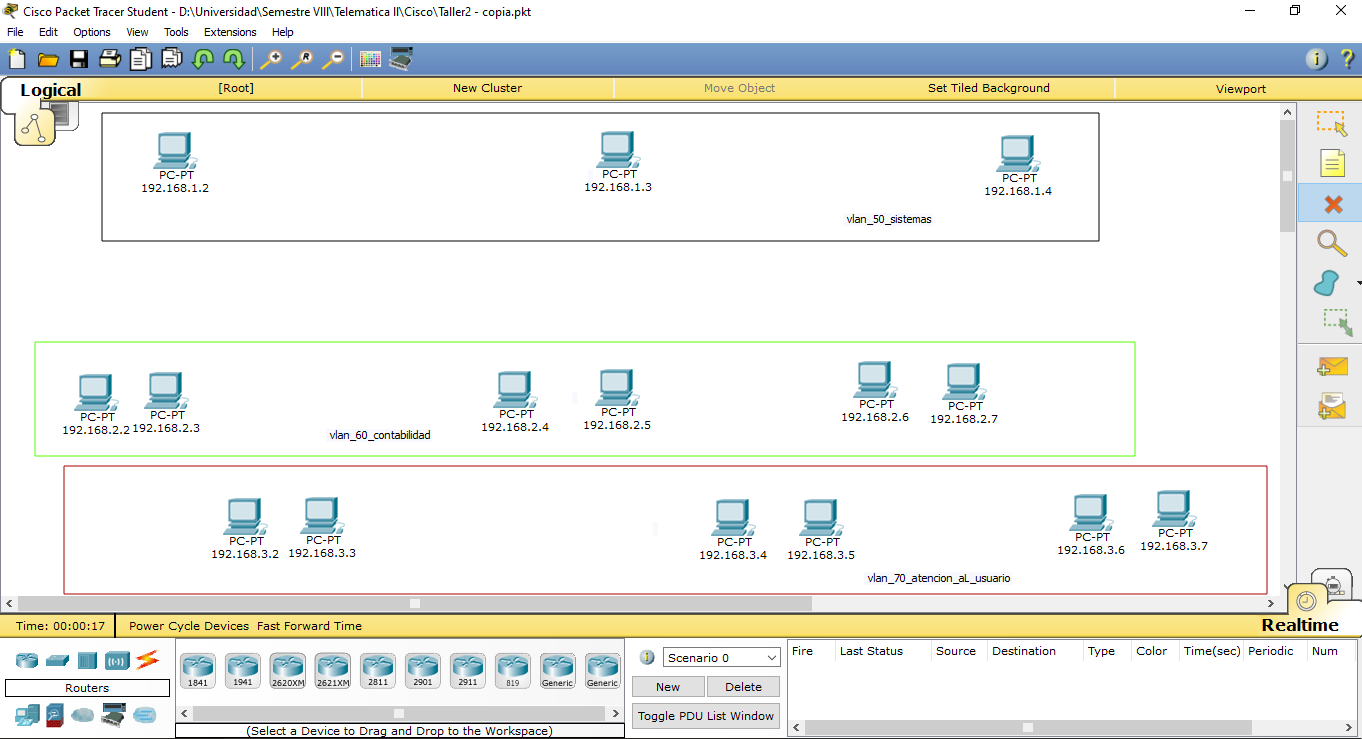 Cisco Packet Tracer Student - D:\Universidad\Semestre VIII\Telematica II\Cisco\Taller2 - copia.pkt
File Edit Options View Tools Extensions Help
Logical [Root] New Cluster Move Object Set Tiled Background Viewport
PC-PT
192.168.1.2
PC-PT
192.168.1.3
PC-PT
192.168.1.4
vlan_50_sistemas
PC-PT
192.168.2.2
PC-PT
192.168.2.3
PC-PT
192.168.2.4
PC-PT
192.168.2.5
PC-PT
192.168.2.6
PC-PT
192.168.2.7
vlan_60_contabilidad
PC-PT
192.168.3.2
PC-PT
192.168.3.3
PC-PT
192.168.3.4
PC-PT
192.168.3.5
PC-PT
192.168.3.6
PC-PT
192.168.3.7
vlan_70_atencion_aL_usuario
Time: 00:00:17 Power Cycle Devices Fast Forward Time
Realtime
Routers
1841 1941 2620XM 2621XM 2811 2901 2911 819 Generic Generic
(Select a Device to Drag and Drop to the Workspace)
Scenario 0
New Delete
Toggle PDU List Window
Fire Last Status Source Destination Type Color Time(sec) Periodic Num